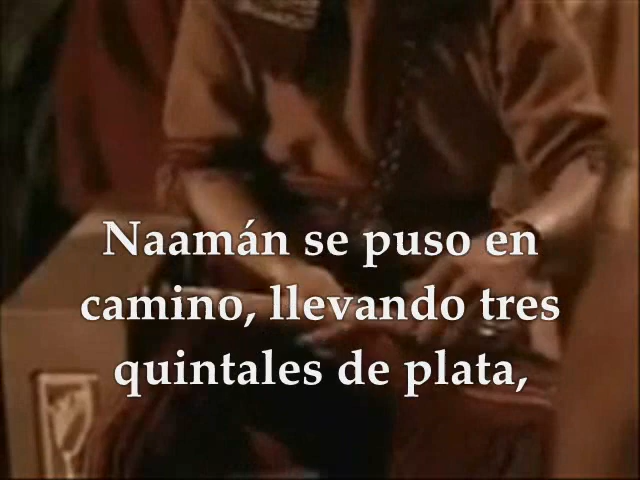 Naamán se puso en
camino, llevando tres
quintales de plata,